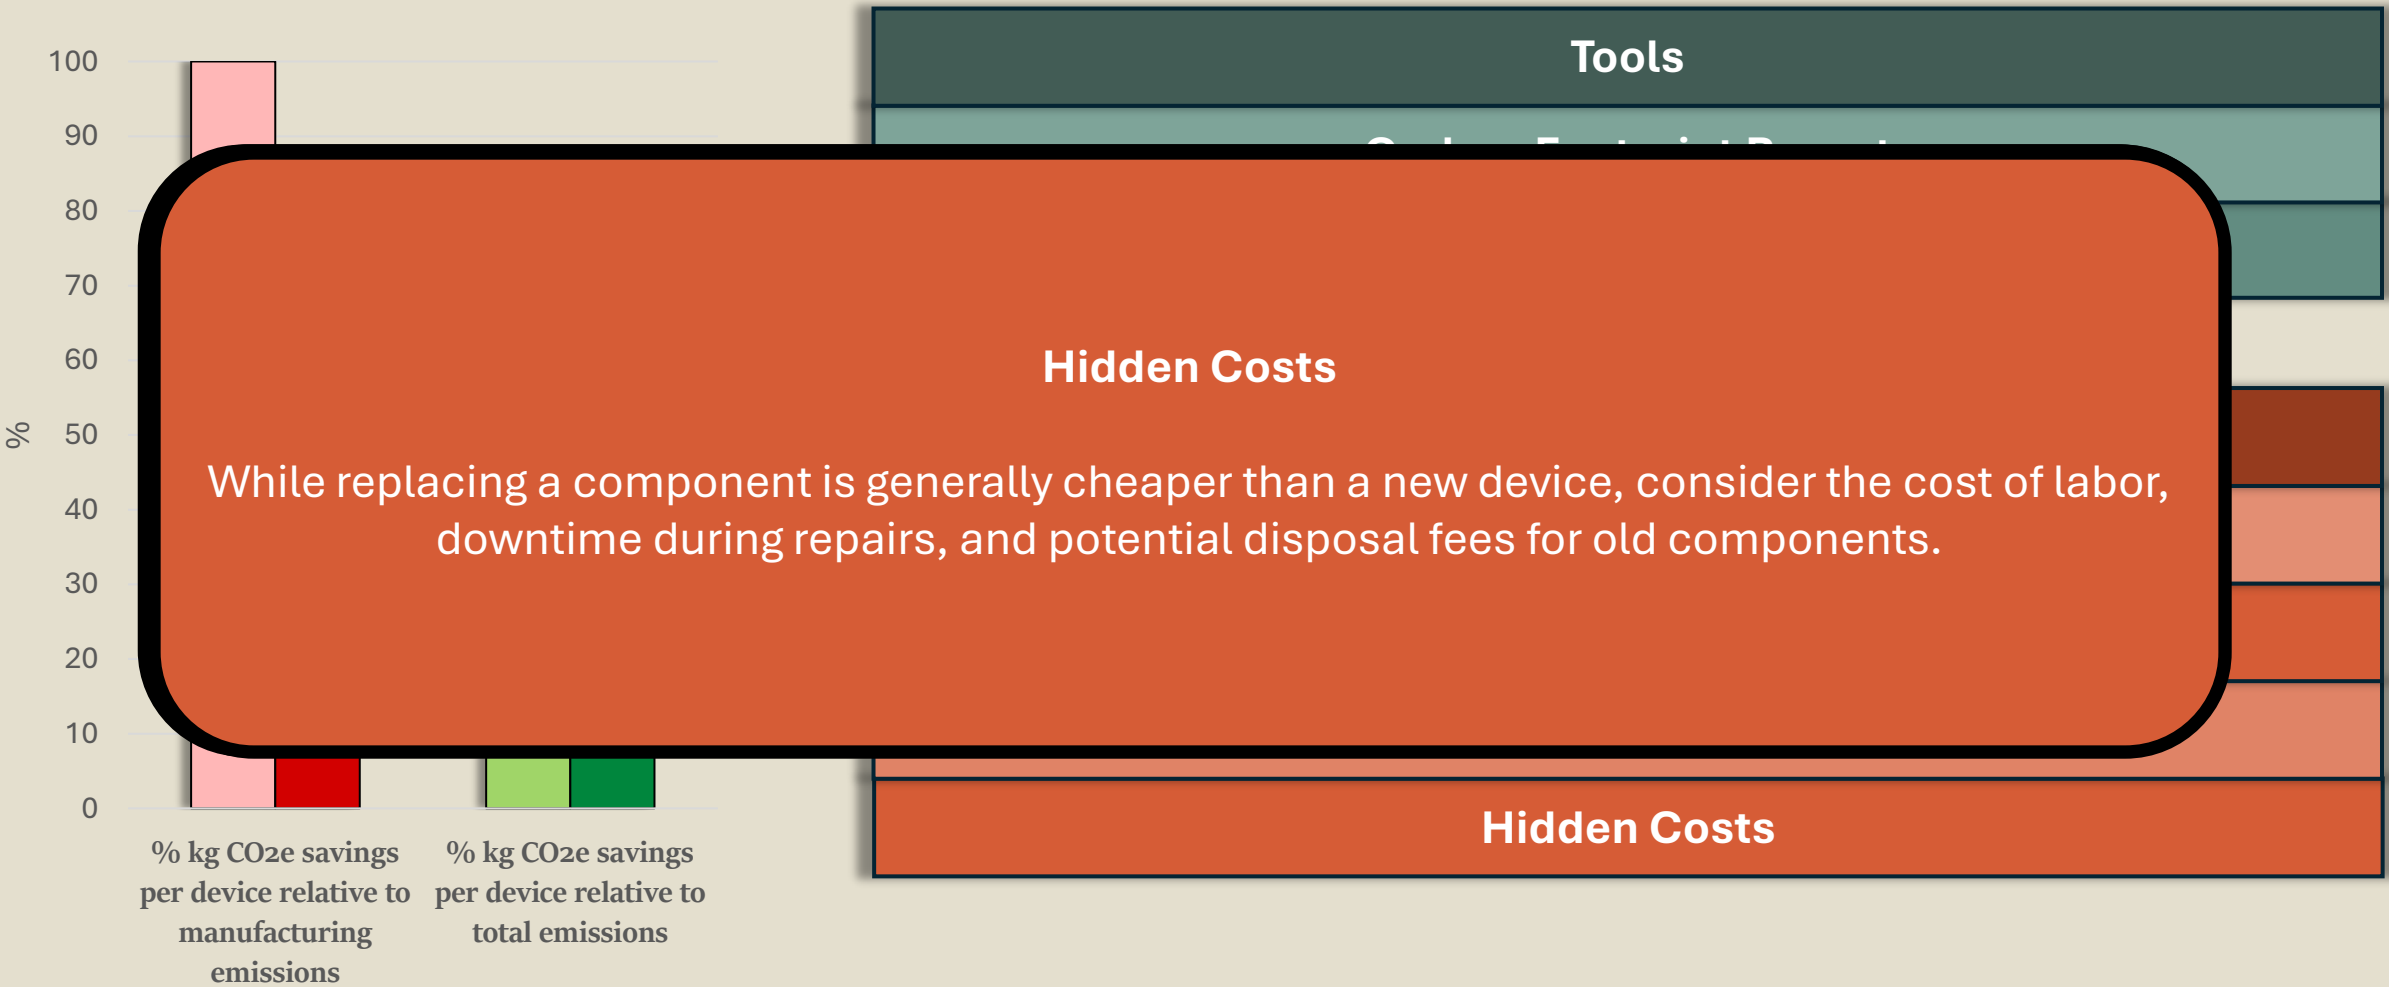 100
90
80
70
60
50
40
30
20
10
0
%
% kg CO2e savings
per device relative to
manufacturing
emissions
% kg CO2e savings
per device relative to
total emissions
Tools
Hidden Costs
While replacing a component is generally cheaper than a new device, consider the cost of labor,
downtime during repairs, and potential disposal fees for old components.
Hidden Costs